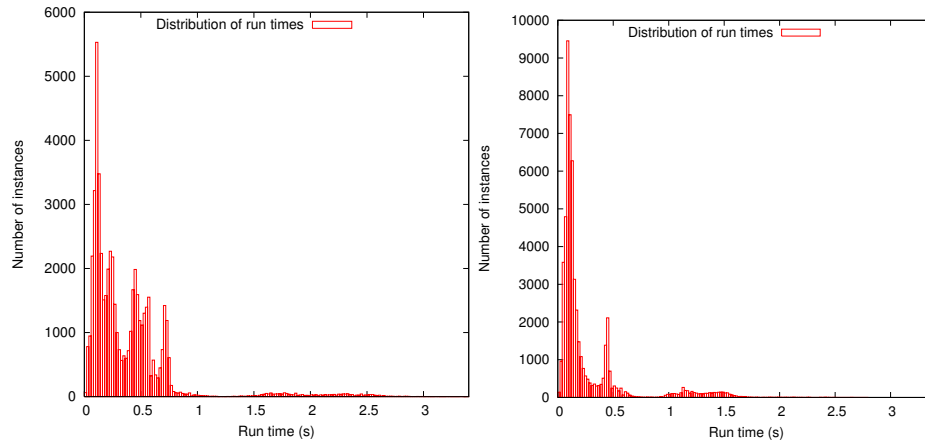 Distribution of run times
6000
5000
4000
3000
2000
1000
0
Number of instances
0 0.5 1 1.5 2 2.5 3
Run time (s)
Distribution of run times
10000
9000
8000
7000
6000
5000
4000
3000
2000
1000
0
Number of instances
0 0.5 1 1.5 2 2.5 3
Run time (s)